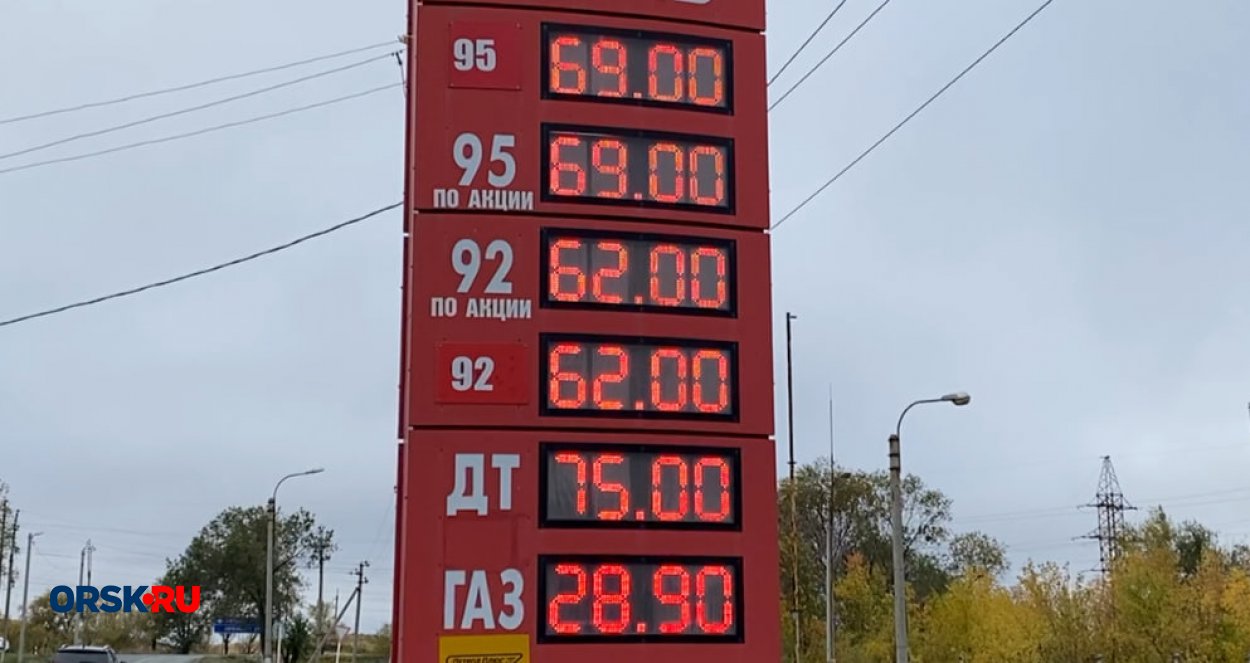 95 69.00
95 69.00
ПО АКЦИИ
92 62.00
ПО АКЦИИ
92 62.00
ДТ 75.00
ГАЗ 28.90
ORSK.RU